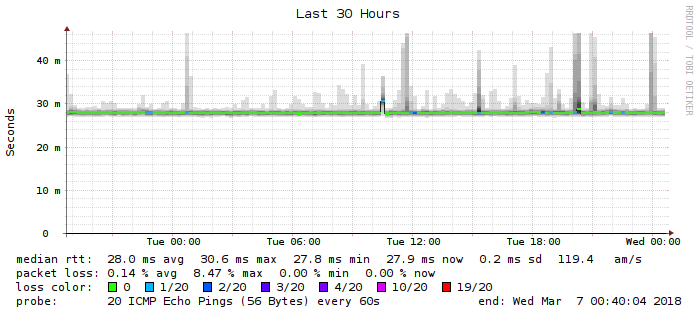 Last 30 Hours
RRDTOOL / TOBI OETIKER
Seconds
40 m
30 m
20 m
10 m
0
Tue 00:00 Tue 06:00 Tue 12:00 Tue 18:00 Wed 00:00
median rtt: 28.0 ms avg 30.6 ms max 27.8 ms min 27.9 ms now 0.2 ms sd 119.4 am/s
packet loss: 0.14 % avg 8.47 % max 0.00 % min 0.00 % now
loss color: 0 1/20 2/20 3/20 4/20 10/20 19/20
probe: 20 ICMP Echo Pings (56 Bytes) every 60s end: Wed Mar 7 00:40:04 2018